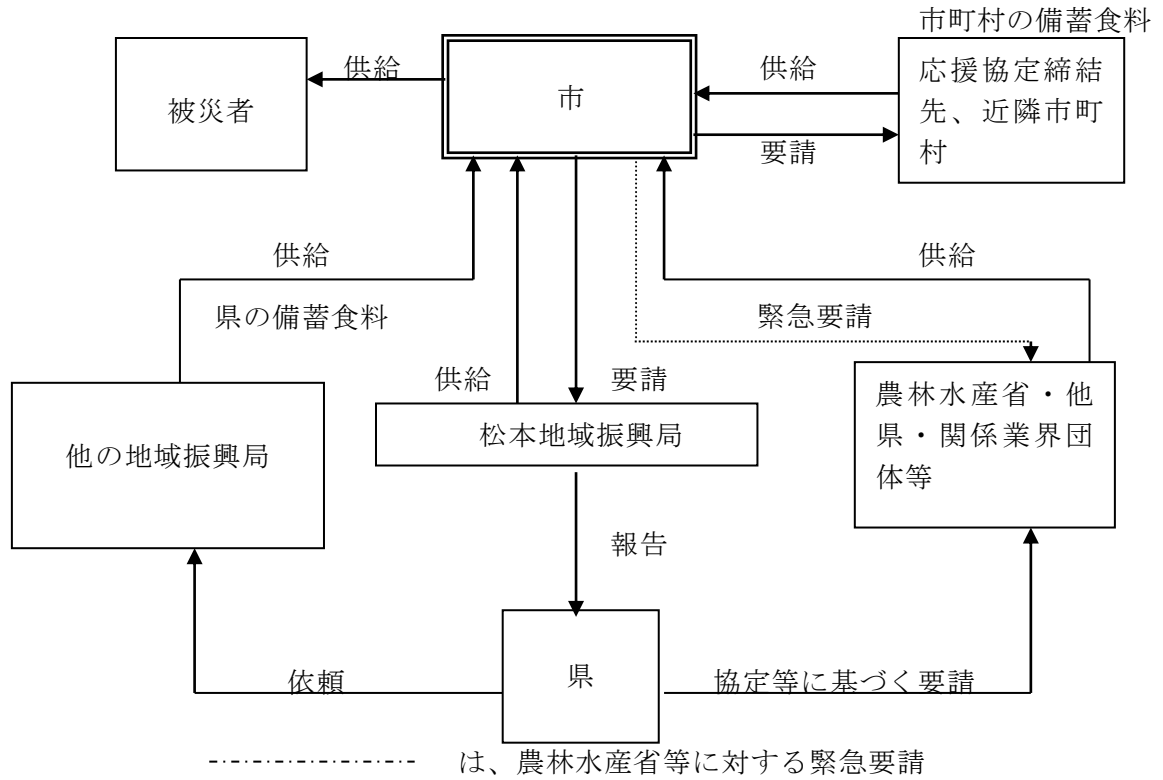 市町村の備蓄食料
被災者
供給
市
供給
要請
応援協定締結
先、近隣市町
村
供給
県の備蓄食料
供給
要請
供給
緊急要請
他の地域振興局
松本地域振興局
農林水産省・他
県・関係業界団
体等
報告
依頼
県
協定等に基づく要請
は、農林水産省等に対する緊急要請